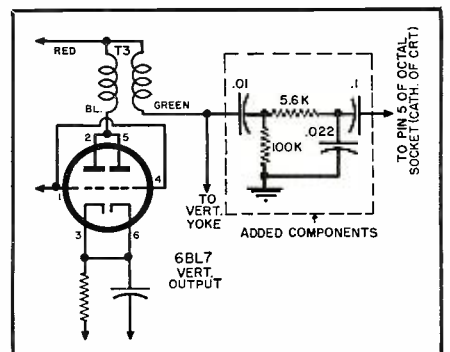 RED
T3
BL.
GREEN
.01
5.6K
.1
.022
100K
2
5
1
4
3
6
TO
VERT.
YOKE
ADDED COMPONENTS
6BL7
VERT.
OUTPUT
TO PIN 5 OF OCTAL
SOCKET (CATH. OF CRT)